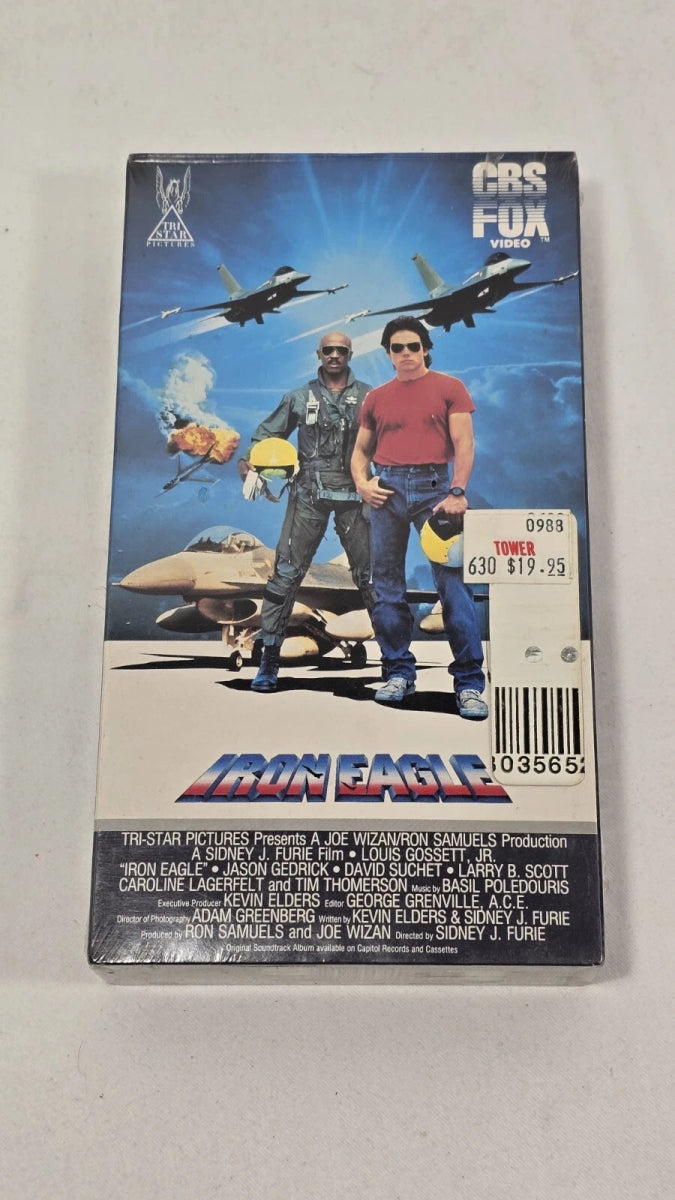 TRI
STAR
PICTURES
CBS
FOX
VIDEO TM
0988
TOWER
630 $19.95
IRON EAGLE
TRI-STAR PICTURES Presents A JOE WIZAN/RON SAMUELS Production
A SIDNEY J. FURIE Film • LOUIS GOSSETT, JR.
"IRON EAGLE" • JASON GEDRICK • DAVID SUCHET • LARRY B. SCOTT
CAROLINE LAGERFELT and TIM THOMERSON Music by BASIL POLEDOURIS
Executive Producer KEVIN ELDERS Editor GEORGE GRENVILLE, A.C.E.
Director of Photography ADAM GREENBERG Written by KEVIN ELDERS & SIDNEY J. FURIE
Produced by RON SAMUELS and JOE WIZAN Directed by SIDNEY J. FURIE
Original Soundtrack Album available on Capitol Records and Cassettes